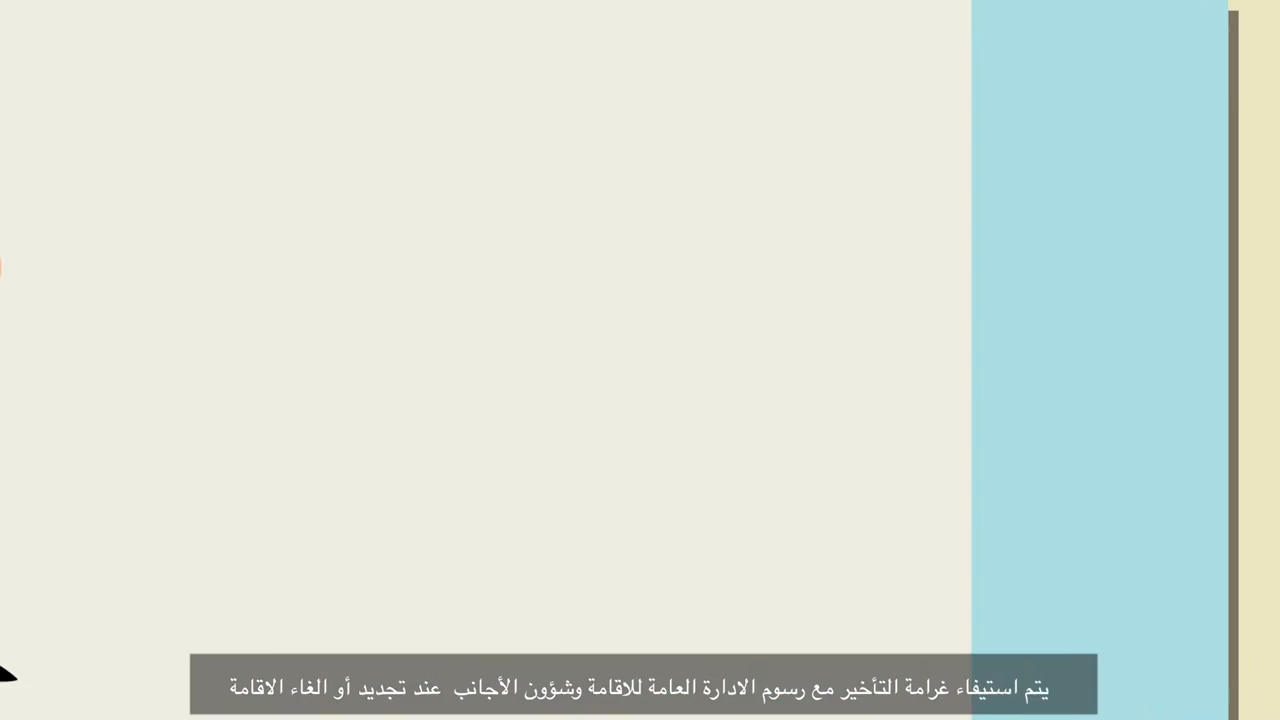 يتم استيفاء غرامة التأخير مع رسوم الادارة العامة للاقامة وشؤون الأجانب  عند تجديد أو الغاء الاقامة